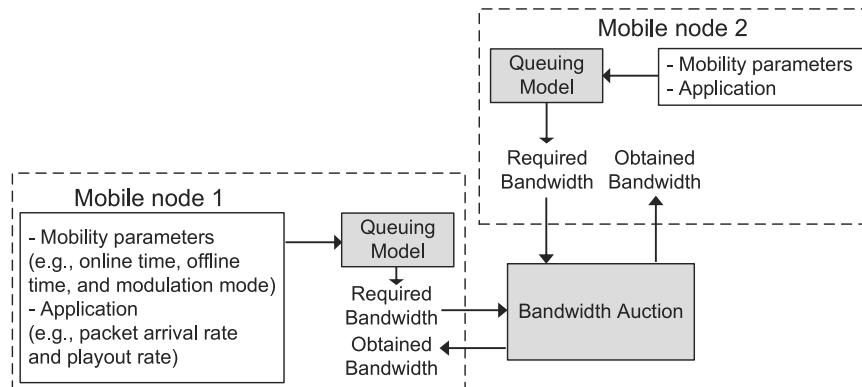 Mobile node 2
Queuing
Model
- Mobility parameters
- Application
Required
Bandwidth
Obtained
Bandwidth
Mobile node 1
- Mobility parameters
(e.g., online time, offline
time, and modulation mode)
- Application
(e.g., packet arrival rate
and playout rate)
Queuing
Model
Required
Bandwidth
Obtained
Bandwidth
Bandwidth Auction